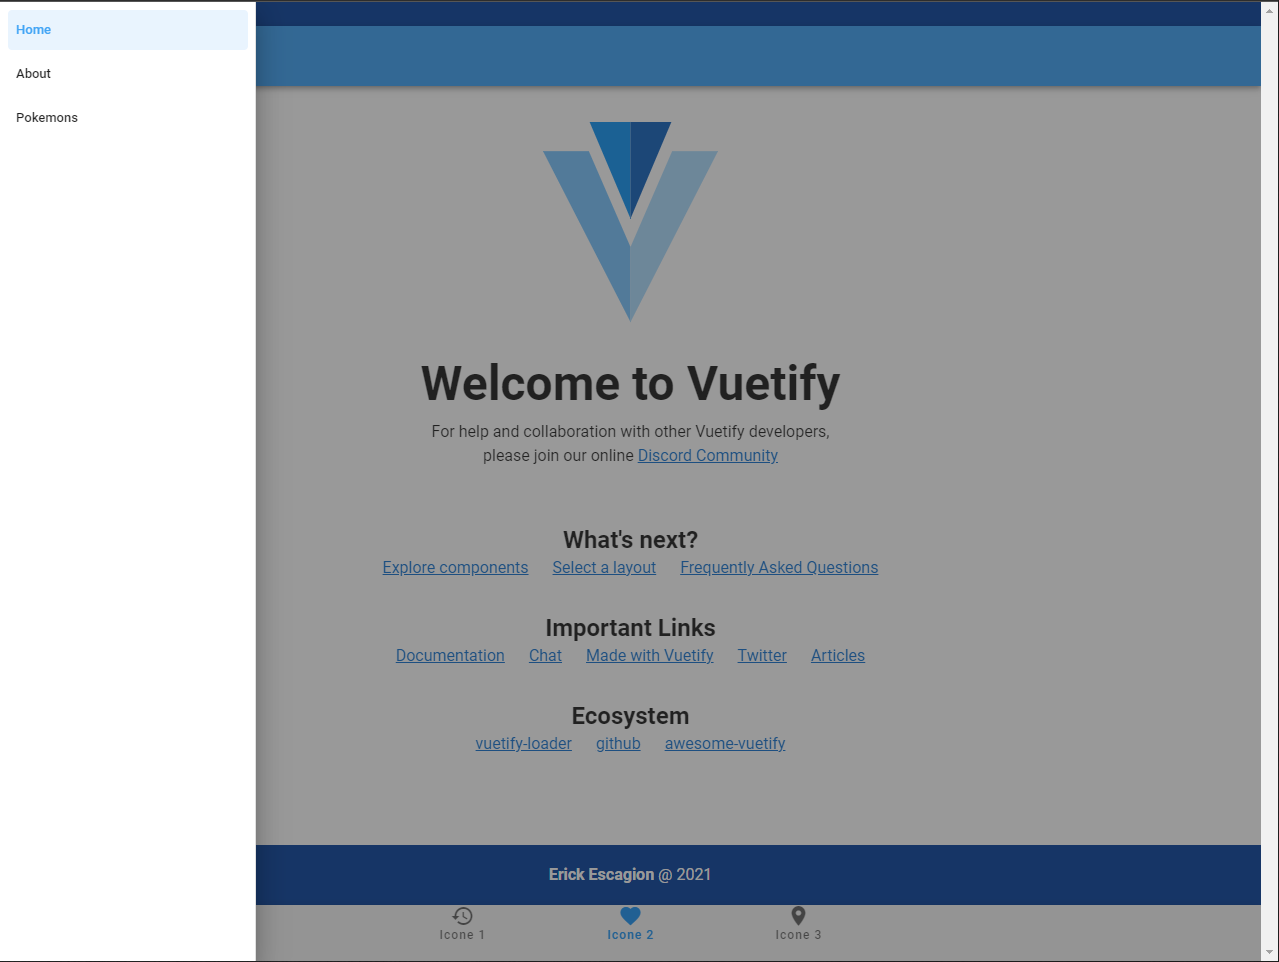 Home
About
Pokemons
Welcome to Vuetify
For help and collaboration with other Vuetify developers,
please join our online Discord Community
What's next?
Explore components Select a layout Frequently Asked Questions
Important Links
Documentation Chat Made with Vuetify Twitter Articles
Ecosystem
vuetify-loader github awesome-vuetify
Erick Escagion @ 2021
Icone 1 Icone 2 Icone 3